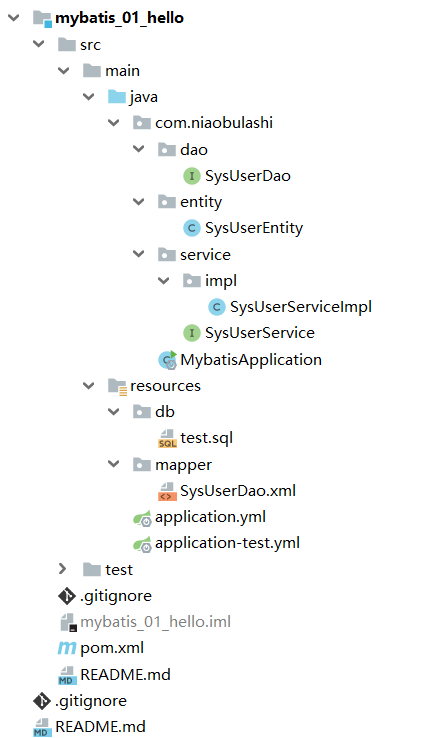 mybatis_01_hello
src
main
java
com.niaobulashi
dao
SysUserDao
entity
SysUserEntity
service
impl
SysUserServiceImpl
SysUserService
MybatisApplication
resources
db
test.sql
mapper
SysUserDao.xml
application.yml
application-test.yml
test
.gitignore
mybatis_01_hello.iml
pom.xml
README.md
.gitignore
README.md